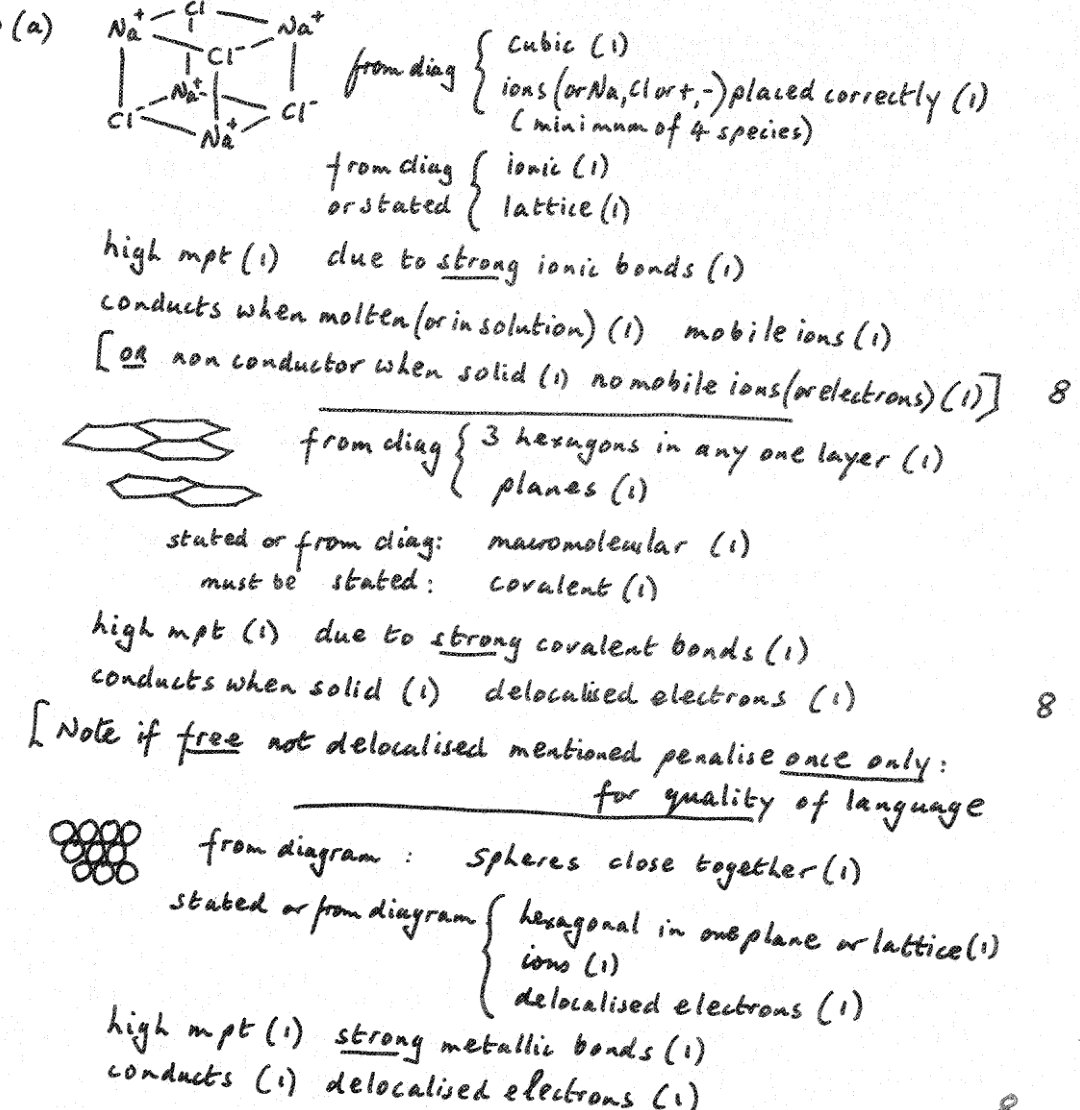 (a)
Na+ Cl Na+
Cl-
Na+
Cl- Cl-
Na+
from diag { cubic (1)
ions (or Na, Cl or +, -) placed correctly (1)
(minimum of 4 species)
from diag { ionic (1)
or stated { lattice (1)
high mpt (1) due to strong ionic bonds (1)
conducts when molten (or in solution) (1) mobile ions (1)
[or non conductor when solid (1) no mobile ions (or electrons) (1)] 8
from diag { 3 hexagons in any one layer (1)
planes (1)
stated or from diag: macromolecular (1)
must be stated: covalent (1)
high mpt (1) due to strong covalent bonds (1)
conducts when solid (1) delocalised electrons (1) 8
[Note if free not delocalised mentioned penalise once only:
for quality of language
from diagram : spheres close together (1)
stated or from diagram { hexagonal in one plane or lattice (1)
ions (1)
delocalised electrons (1)
high mpt (1) strong metallic bonds (1)
conducts (1) delocalised electrons (1)